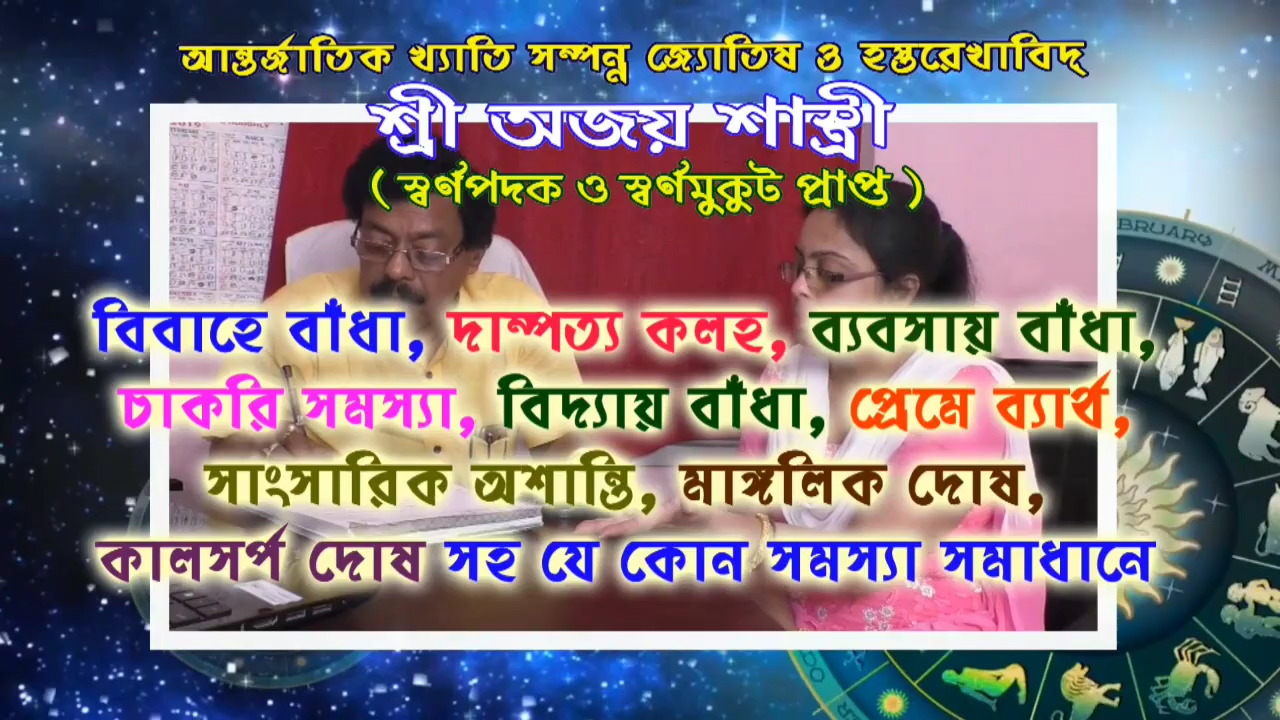 আন্তর্জাতিক খ্যাতি সম্পন্ন জ্যোতিষ ও হস্তরেখাবিদ্
শ্রী অজয় শাস্ত্রী
( স্বর্ণপদক ও স্বর্ণমুকুট প্রাপ্ত )
বিবাহে বাঁধা, দাম্পত্য কলহ, ব্যবসায় বাঁধা,
চাকরি সমস্যা, বিদ্যায় বাঁধা, প্রেমে ব্যার্থ,
সাংসারিক অশান্তি, মাঙ্গলিক দোষ,
কালসর্প দোষ সহ যে কোন সমস্যা সমাধানে
BRUARY